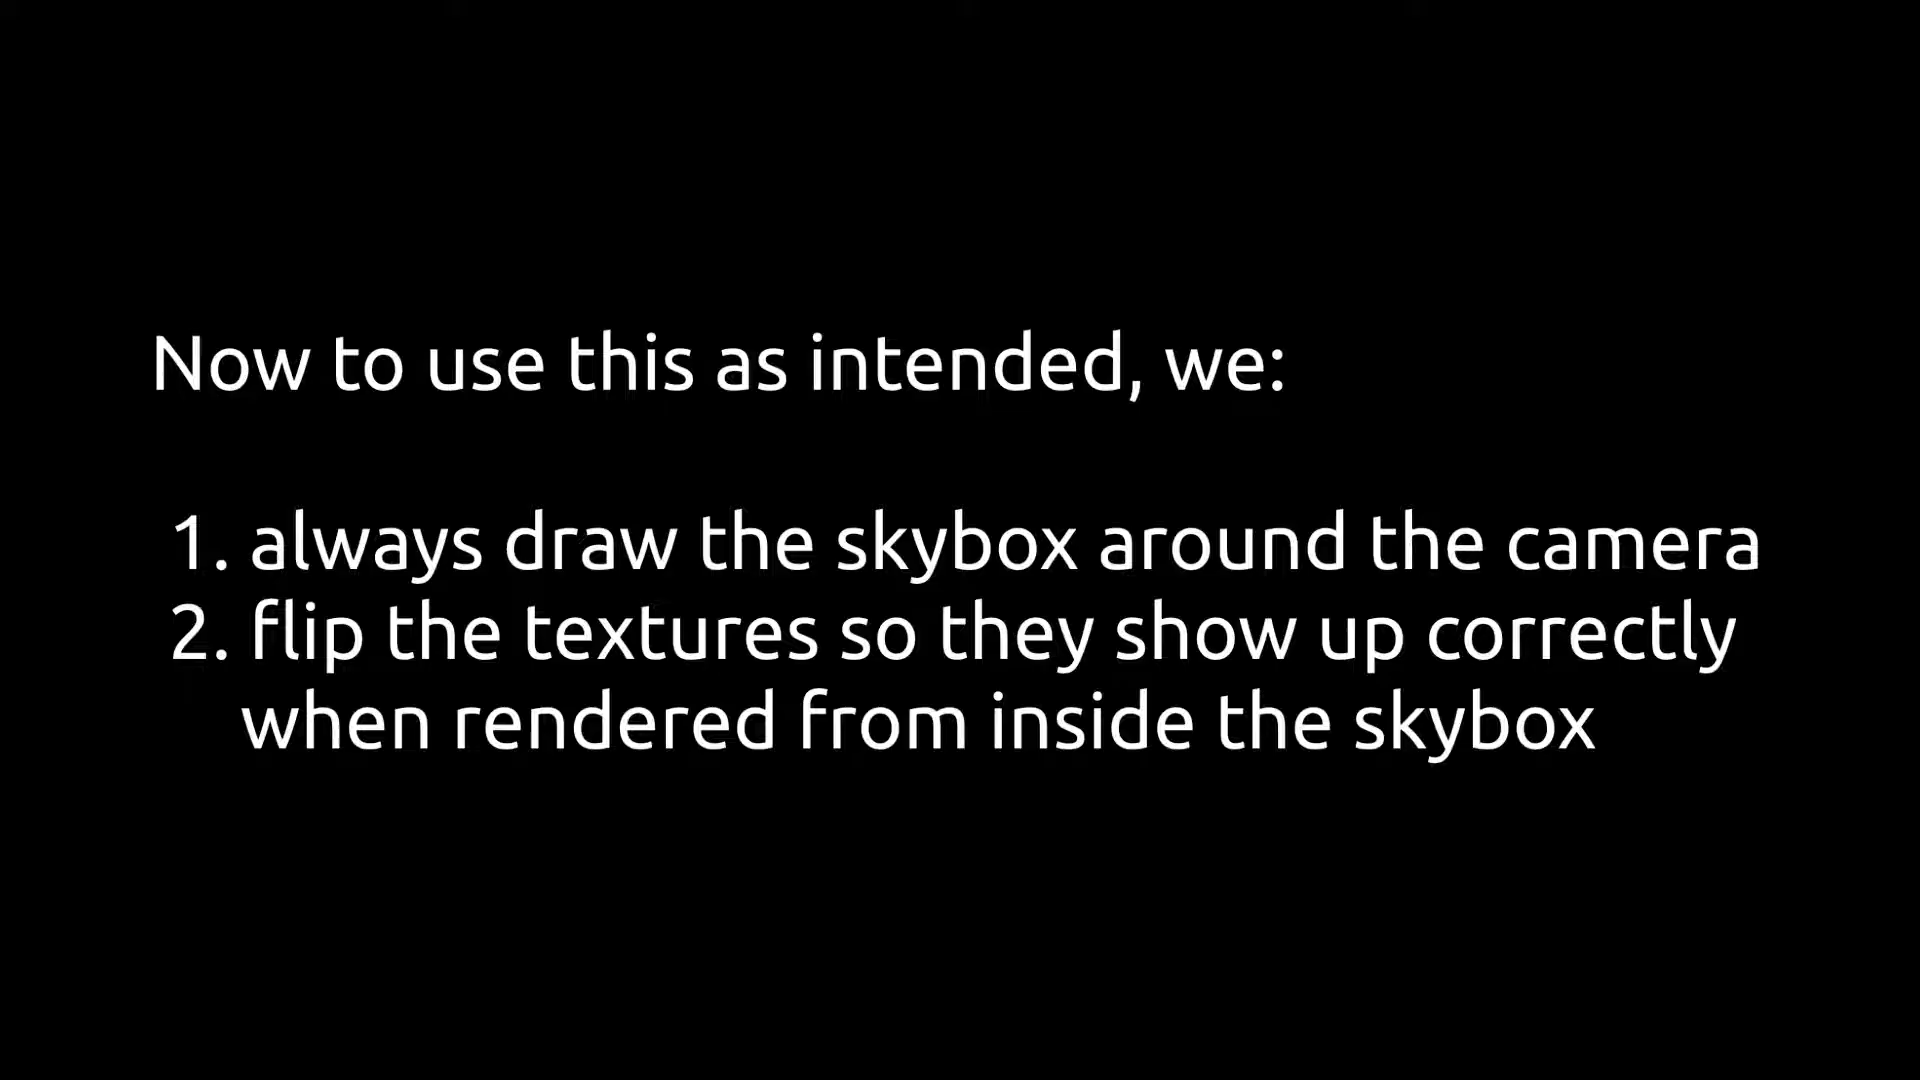 Now to use this as intended, we:
1. always draw the skybox around the camera
2. flip the textures so they show up correctly
when rendered from inside the skybox